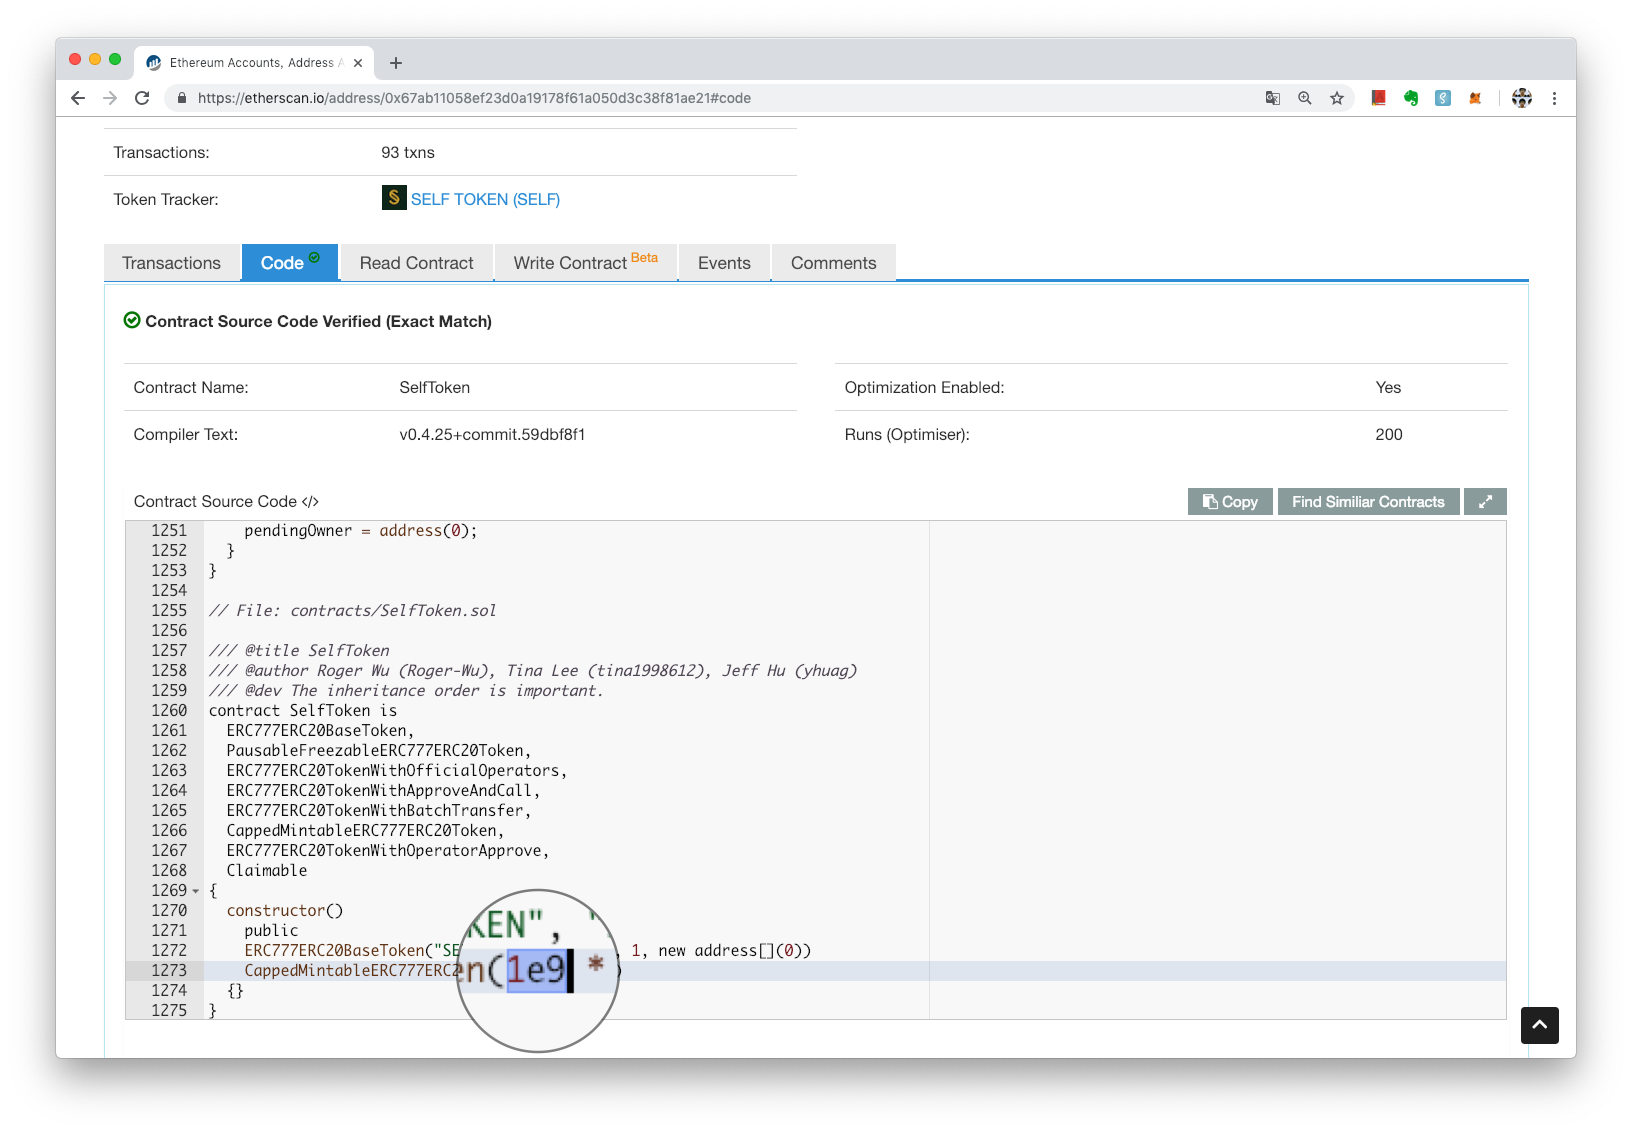 Ethereum Accounts, Address A
https://etherscan.io/address/0x67ab11058ef23d0a19178f61a050d3c38f81ae21#code
Transactions: 93 txns
Token Tracker: SELF TOKEN (SELF)
Transactions Code Read Contract Write Contract Beta Events Comments
Contract Source Code Verified (Exact Match)
Contract Name: SelfToken Optimization Enabled: Yes
Compiler Text: v0.4.25+commit.59dbf8f1 Runs (Optimiser): 200
Contract Source Code </> Copy Find Similiar Contracts
1251 pendingOwner = address(0);
1252 }
1253 }
1254
1255 // File: contracts/SelfToken.sol
1256
1257 /// @title SelfToken
1258 /// @author Roger Wu (Roger-Wu), Tina Lee (tina1998612), Jeff Hu (yhuag)
1259 /// @dev The inheritance order is important.
1260 contract SelfToken is
1261 ERC777ERC20BaseToken,
1262 PausableFreezableERC777ERC20Token,
1263 ERC777ERC20TokenWithOfficialOperators,
1264 ERC777ERC20TokenWithApproveAndCall,
1265 ERC777ERC20TokenWithBatchTransfer,
1266 CappedMintableERC777ERC20Token,
1267 ERC777ERC20TokenWithOperatorApprove,
1268 Claimable
1269 {
1270 constructor()
1271 public
KEN", "
1272 ERC777ERC20BaseToken("SE , 1, new address[](0))
1273 CappedMintableERC777ERC2 en(1e9 * )
1274 {}
1275 }